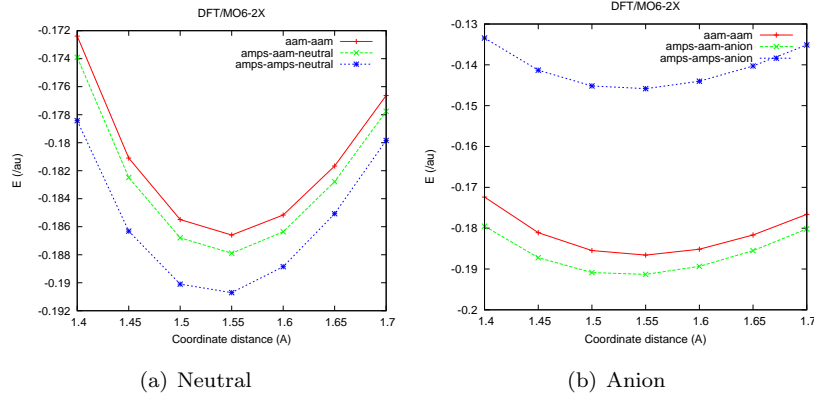 DFT/MO6-2X
aam-aam
amps-aam-neutral
amps-amps-neutral
-0.172
-0.174
-0.176
-0.178
-0.18
-0.182
-0.184
-0.186
-0.188
-0.19
-0.192
E (/au)
1.4 1.45 1.5 1.55 1.6 1.65 1.7
Coordinate distance (A)
(a) Neutral
DFT/MO6-2X
aam-aam
amps-aam-anion
amps-amps-anion
-0.13
-0.14
-0.15
-0.17
-0.18
-0.19
-0.2
E (/au)
1.4 1.45 1.5 1.55 1.6 1.65 1.7
Coordinate distance (A)
(b) Anion